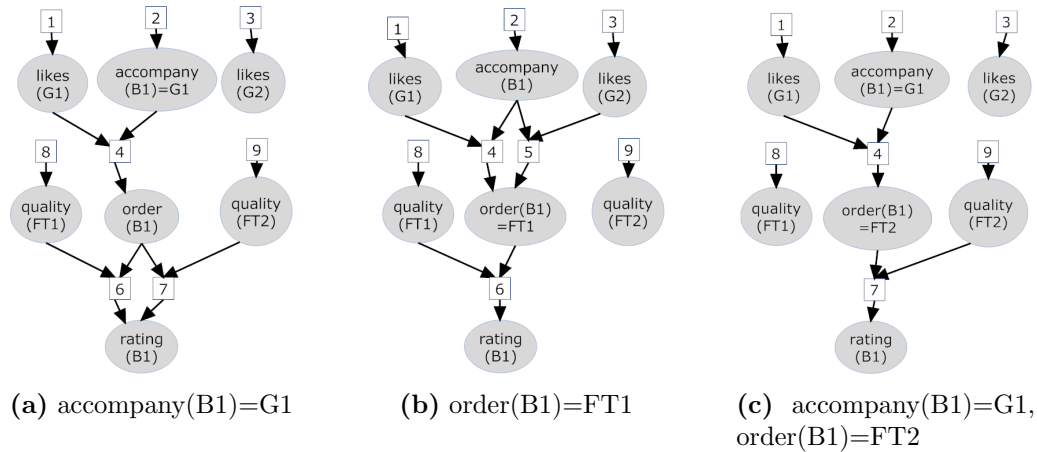 1
2
3
likes
(G1)
accompany
(B1)=G1
likes
(G2)
8
4
9
quality
(FT1)
order
(B1)
quality
(FT2)
6
7
rating
(B1)
(a) accompany(B1)=G1
1
2
3
likes
(G1)
accompany
(B1)
likes
(G2)
8
4
5
9
quality
(FT1)
order(B1)
=FT1
quality
(FT2)
6
rating
(B1)
(b) order(B1)=FT1
1
2
3
likes
(G1)
accompany
(B1)=G1
likes
(G2)
8
4
9
quality
(FT1)
order(B1)
=FT2
quality
(FT2)
7
rating
(B1)
(c) accompany(B1)=G1,
order(B1)=FT2